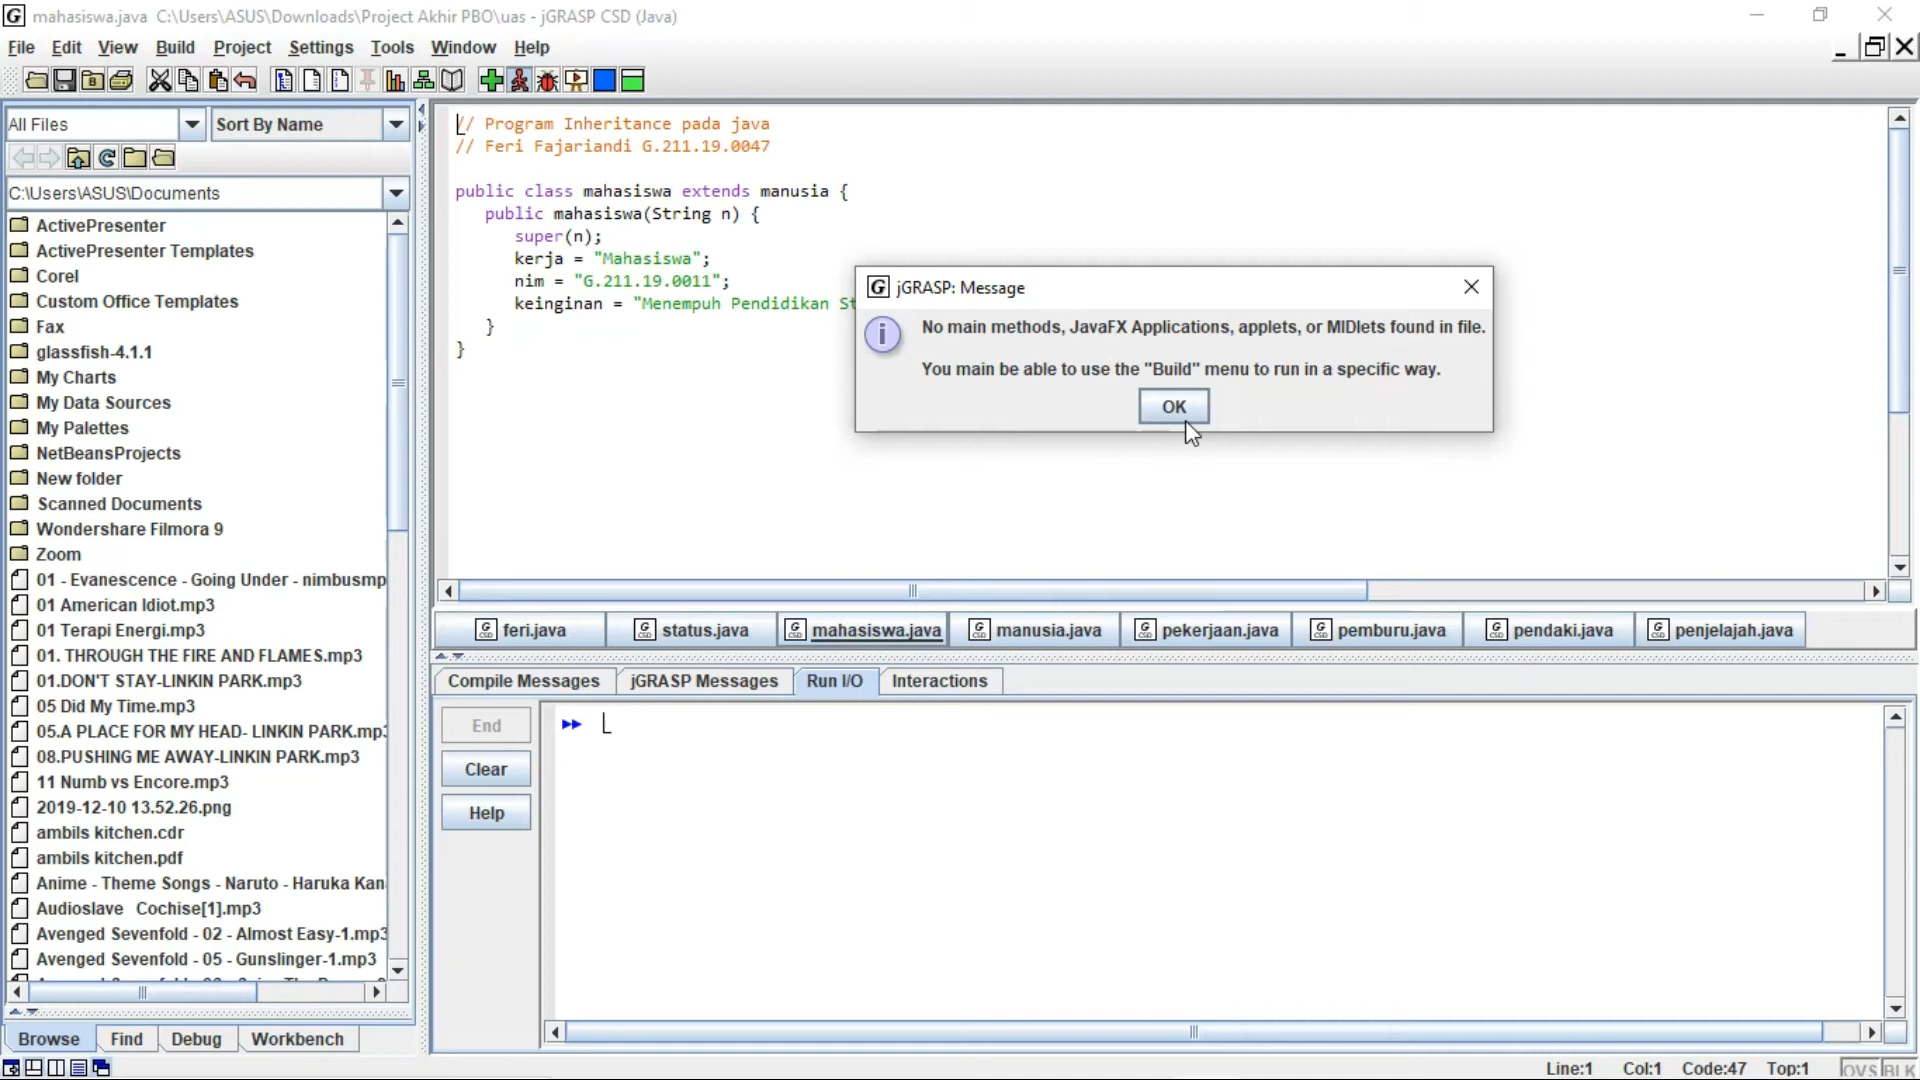 mahasiswa.java C:\Users\ASUS\Downloads\Project Akhir PBO\uas - jGRASP CSD (Java)
File Edit View Build Project Settings Tools Window Help
All Files Sort By Name
C:\Users\ASUS\Documents
ActivePresenter
ActivePresenter Templates
Corel
Custom Office Templates
Fax
glassfish-4.1.1
My Charts
My Data Sources
My Palettes
NetBeansProjects
New folder
Scanned Documents
Wondershare Filmora 9
Zoom
01 - Evanescence - Going Under - nimbusmp
01 American Idiot.mp3
01 Terapi Energi.mp3
01. THROUGH THE FIRE AND FLAMES.mp3
01.DON'T STAY-LINKIN PARK.mp3
05 Did My Time.mp3
05.A PLACE FOR MY HEAD- LINKIN PARK.mp3
08.PUSHING ME AWAY-LINKIN PARK.mp3
11 Numb vs Encore.mp3
2019-12-10 13.52.26.png
ambils kitchen.cdr
ambils kitchen.pdf
Anime - Theme Songs - Naruto - Haruka Kan
Audioslave Cochise[1].mp3
Avenged Sevenfold - 02 - Almost Easy-1.mp3
Avenged Sevenfold - 05 - Gunslinger-1.mp3
Browse Find Debug Workbench
// Program Inheritance pada java
// Feri Fajariandi G.211.19.0047
public class mahasiswa extends manusia {
public mahasiswa(String n) {
super(n);
kerja = "Mahasiswa";
nim = "G.211.19.0011";
keinginan = "Menempuh Pendidikan St
}
}
jGRASP: Message
No main methods, JavaFX Applications, applets, or MIDlets found in file.
You main be able to use the "Build" menu to run in a specific way.
OK
feri.java status.java mahasiswa.java manusia.java pekerjaan.java pemburu.java pendaki.java penjelajah.java
Compile Messages jGRASP Messages Run I/O Interactions
End
Clear
Help
Line:1 Col:1 Code:47 Top:1 OVS BLK